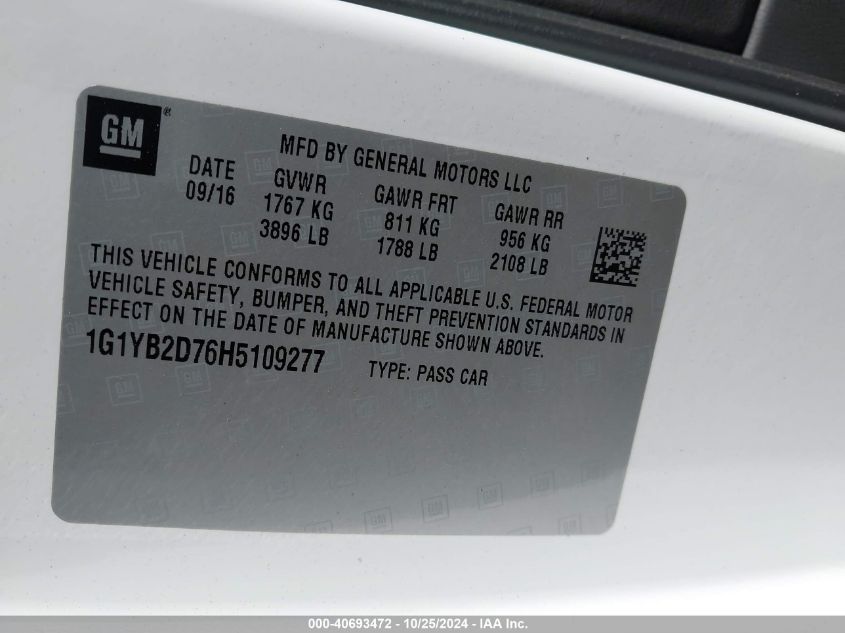 GM®
MFD BY GENERAL MOTORS LLC
DATE GVWR GAWR FRT GAWR RR
09/16 1767 KG 811 KG 956 KG
3896 LB 1788 LB 2108 LB
THIS VEHICLE CONFORMS TO ALL APPLICABLE U.S. FEDERAL MOTOR
VEHICLE SAFETY, BUMPER, AND THEFT PREVENTION STANDARDS IN
EFFECT ON THE DATE OF MANUFACTURE SHOWN ABOVE.
1G1YB2D76H5109277 TYPE: PASS CAR
000-40693472 - 10/25/2024 - IAA Inc.